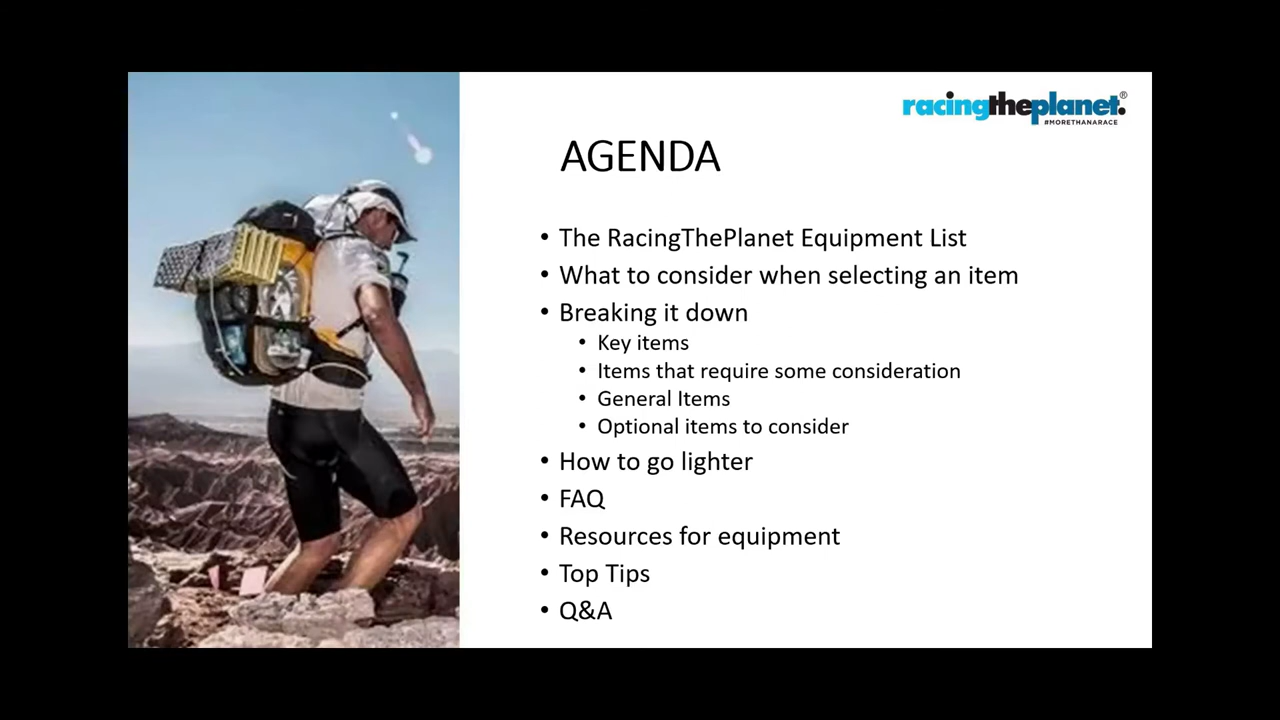 racingtheplanet.®
#MORETHANARACE
AGENDA
• The RacingThePlanet Equipment List
• What to consider when selecting an item
• Breaking it down
• Key items
• Items that require some consideration
• General Items
• Optional items to consider
• How to go lighter
• FAQ
• Resources for equipment
• Top Tips
• Q&A